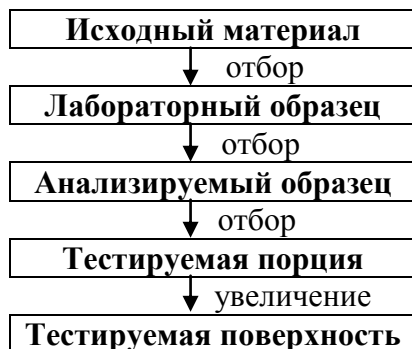 Исходный материал
отбор
Лабораторный образец
отбор
Анализируемый образец
отбор
Тестируемая порция
увеличение
Тестируемая поверхность